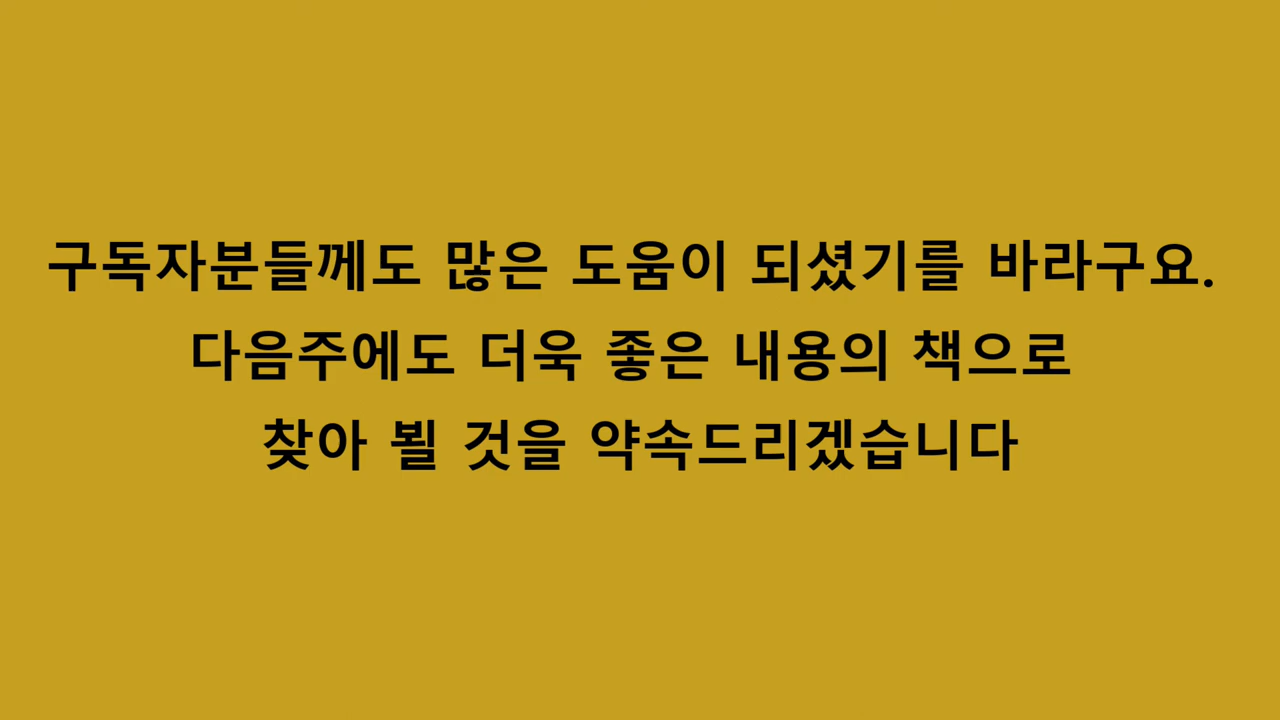 구독자분들께도 많은 도움이 되셨기를 바라구요.
다음주에도 더욱 좋은 내용의 책으로
찾아 뵐 것을 약속드리겠습니다